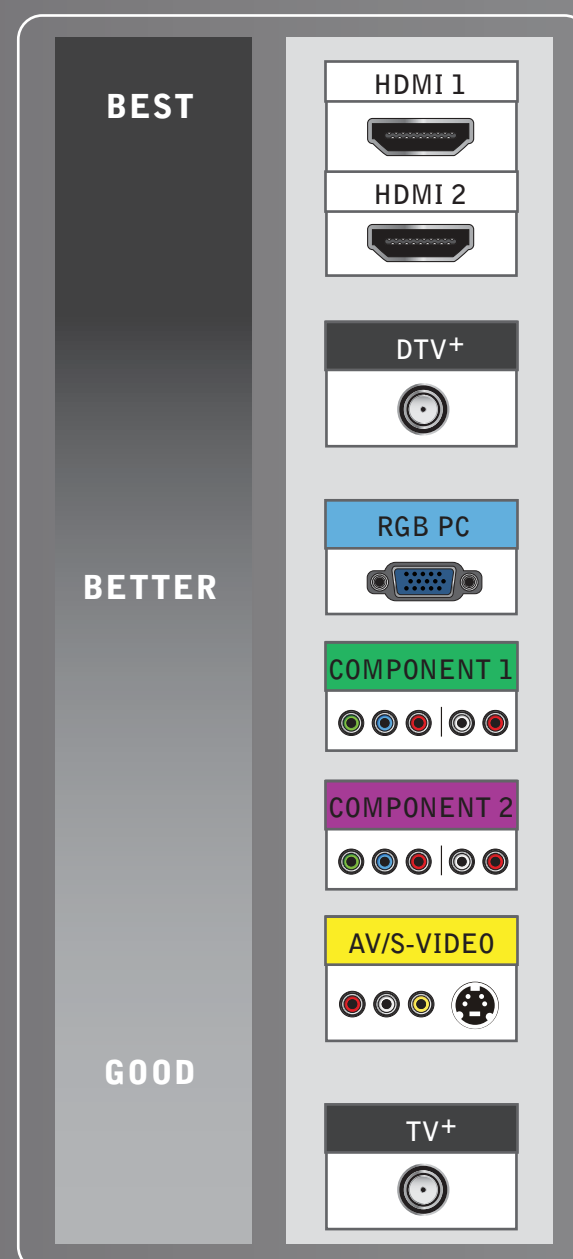 BEST
HDMI 1
HDMI 2
DTV+
RGB PC
BETTER
COMPONENT 1
COMPONENT 2
AV/S-VIDEO
GOOD
TV+